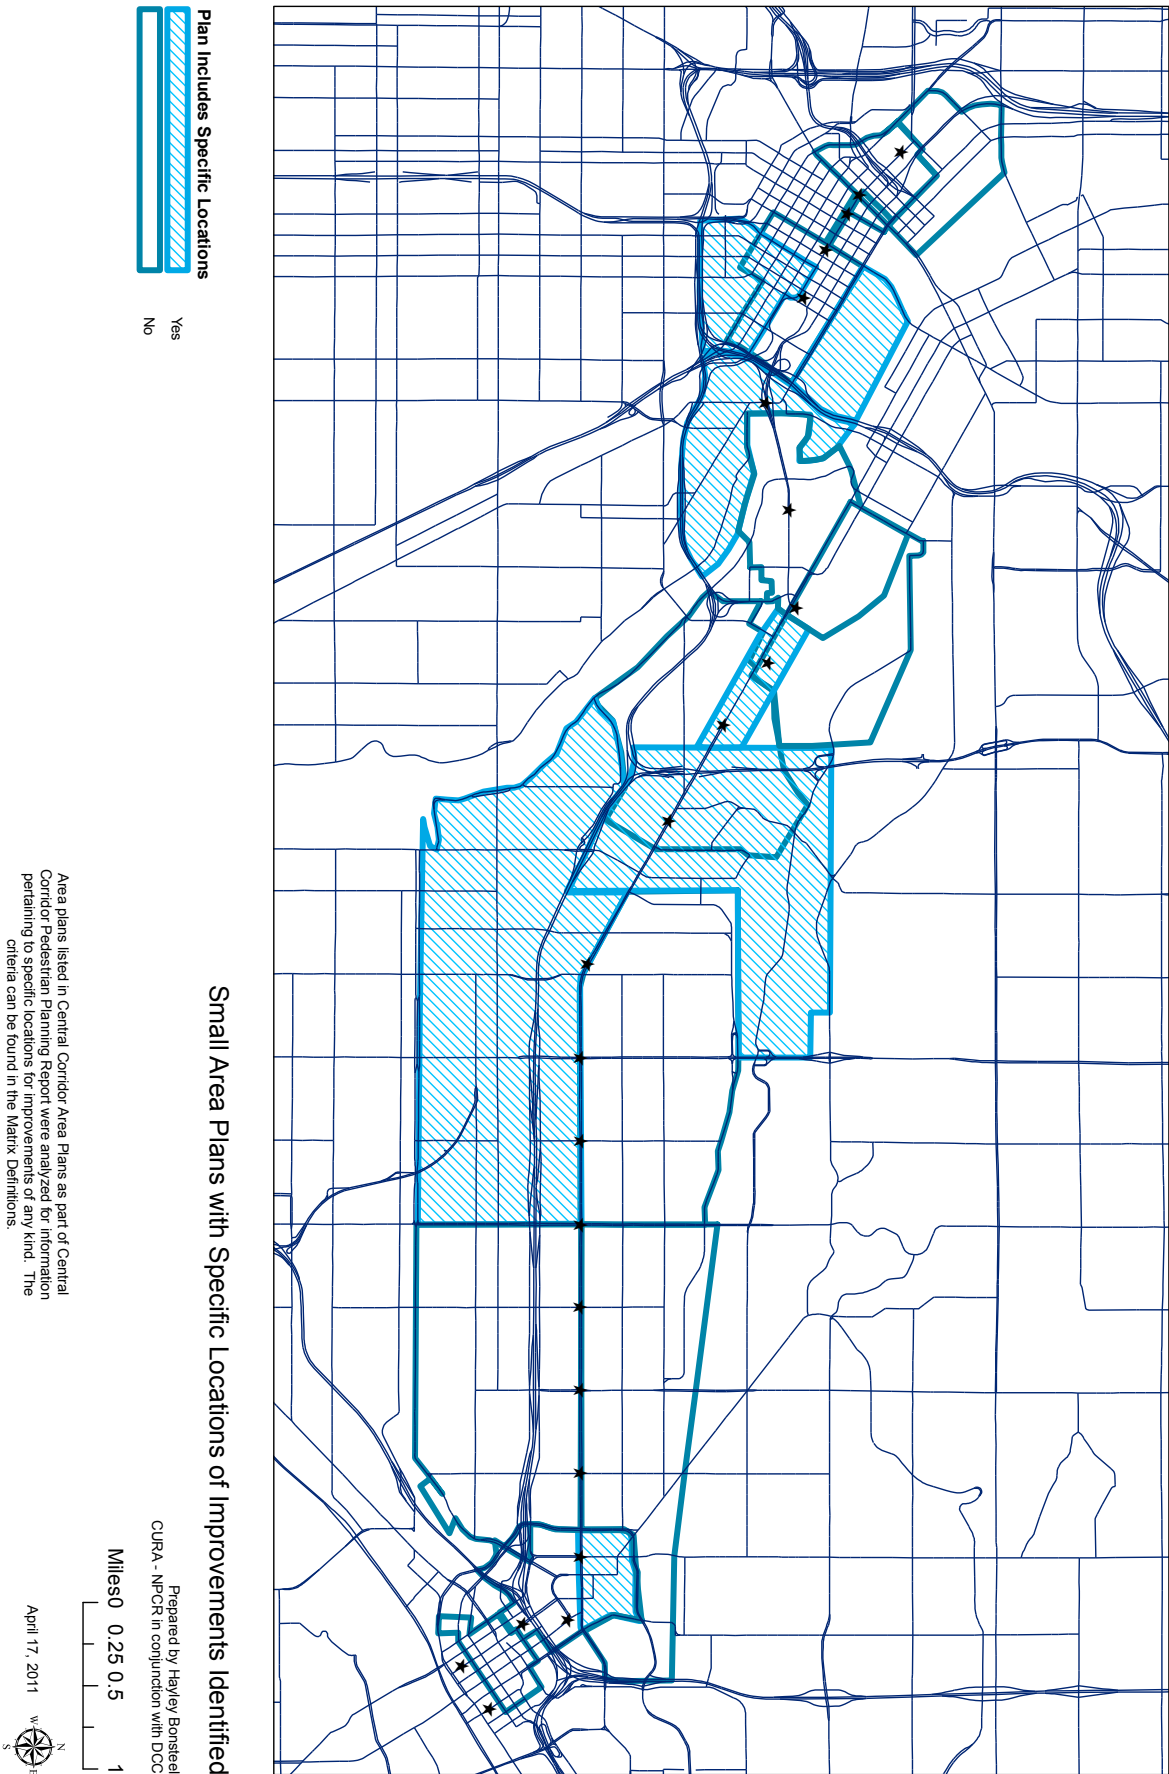 Small Area Plans with Specific Locations of Improvements Identified
Plan Includes Specific Locations
Yes
No
Area plans listed in Central Corridor Area Plans as part of Central
Corridor Pedestrian Planning Report were analyzed for information
pertaining to specific locations for improvements of any kind.  The
criteria can be found in the Matrix Definitions.
Prepared by Hayley Bonsteel
CURA - NPCR in conjunction with DCC
Miles0 0.25 0.5 1
April 17, 2011
N
W E
S